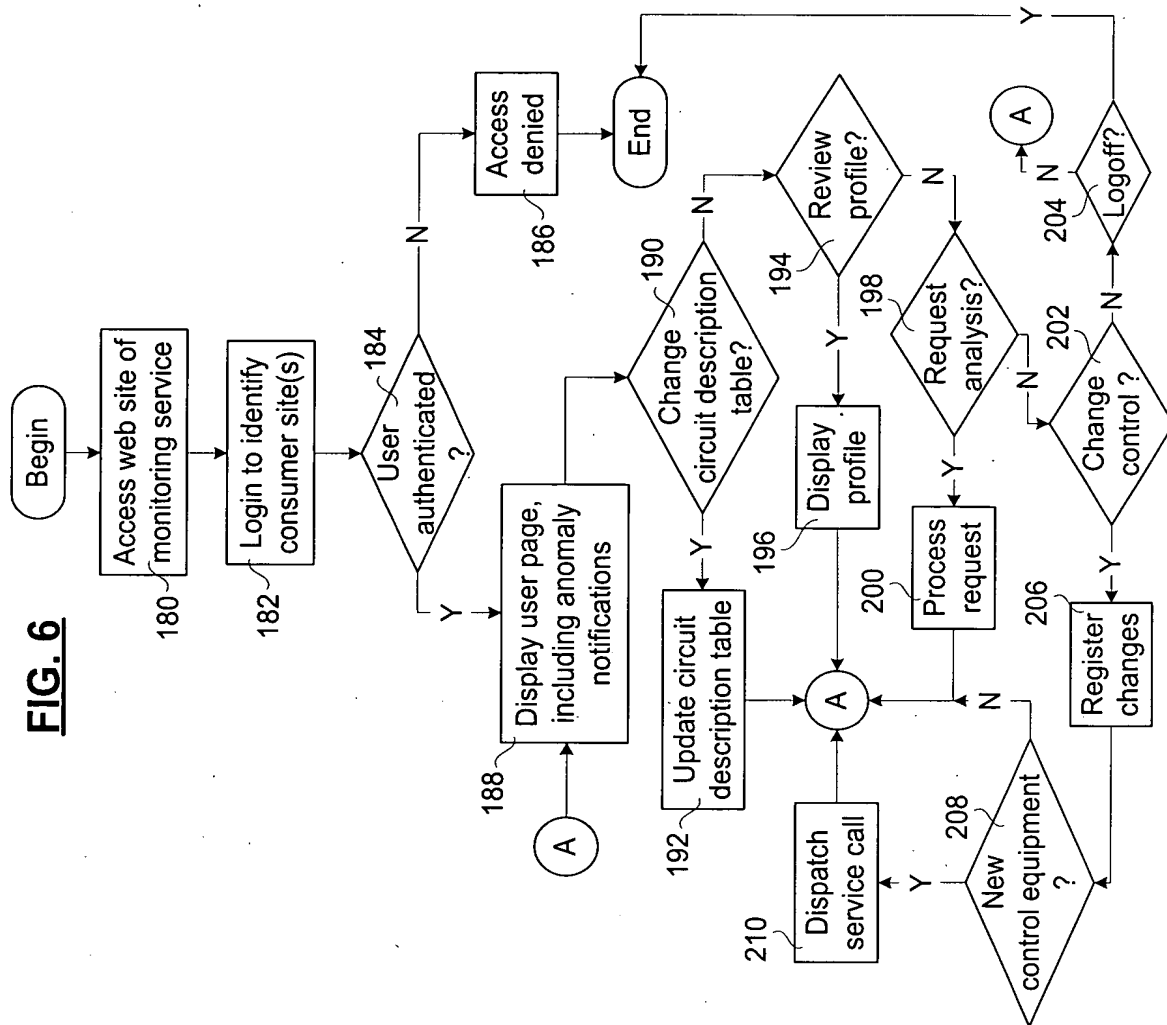 FIG. 6
Begin
Access web site of
monitoring service
180
Login to identify
consumer site(s)
182
User
authenticated
?
184
N
Y
Access
denied
186
End
Display user page,
including anomaly
notifications
188
A
Change
circuit description
table?
190
Y
N
Update circuit
description table
192
Review
profile?
194
Y
N
Display
profile
196
A
Request
analysis?
198
Y
N
Process
request
200
Change
control ?
202
Y
N
Logoff?
204
N
Y
A
Register
changes
206
New
control equipment
?
208
Y
N
Dispatch
service call
210